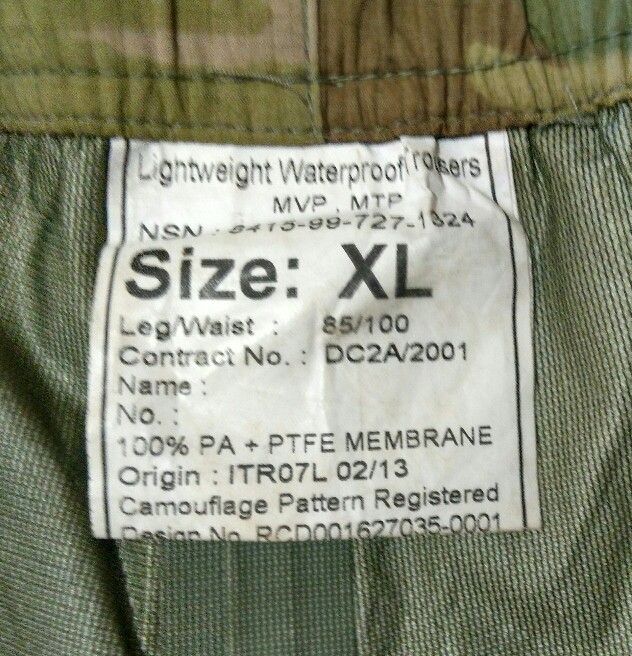 Lightweight Waterproof Trousers
MVP . MTP
NSN : 8415-99-727-1324
Size: XL
Leg/Waist : 85/100
Contract No. : DC2A/2001
Name :
No. :
100% PA + PTFE MEMBRANE
Origin : ITR07L 02/13
Camouflage Pattern Registered
Design No. RCD001627035-0001